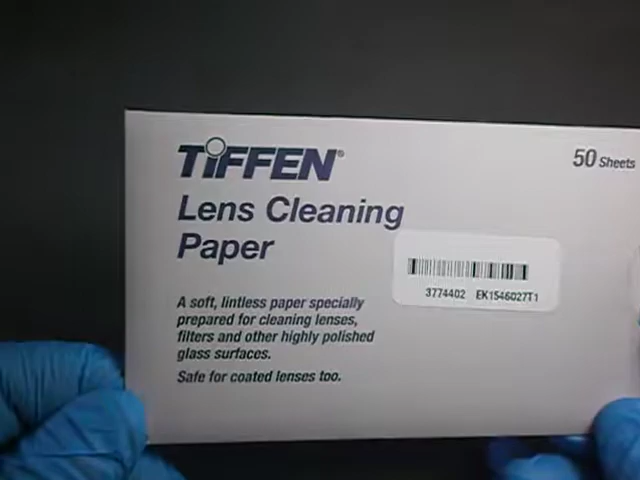 TIFFEN®
50 Sheets
Lens Cleaning
Paper
3774402 EK1546027T1
A soft, lintless paper specially
prepared for cleaning lenses,
filters and other highly polished
glass surfaces.
Safe for coated lenses too.